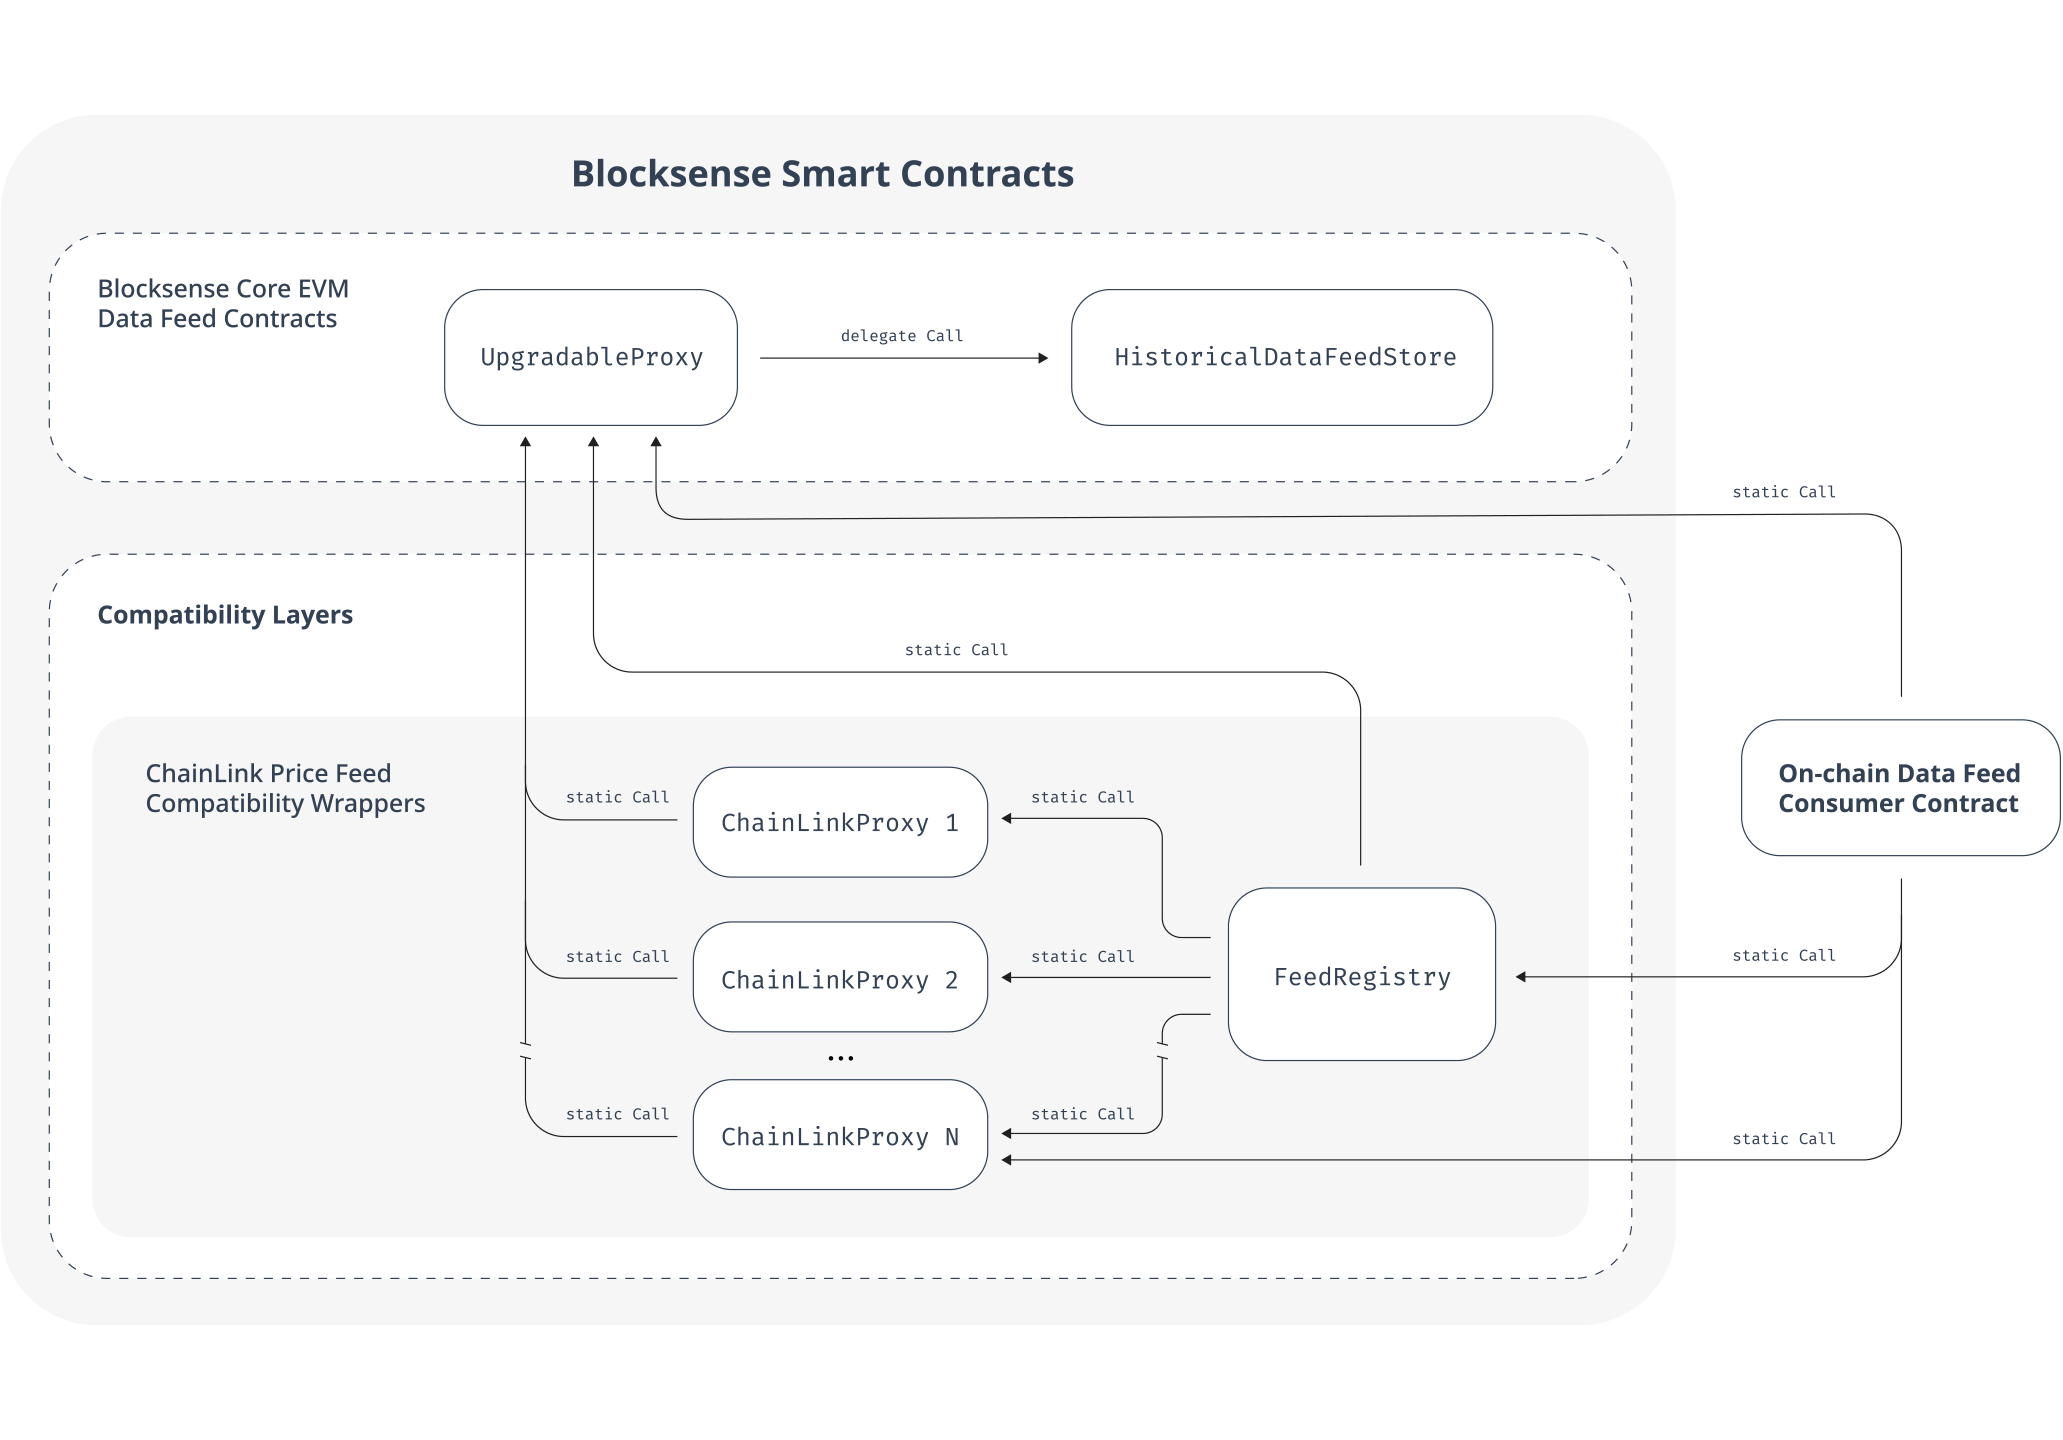 Blocksense Smart Contracts
Blocksense Core EVM
Data Feed Contracts
UpgradableProxy
delegate Call
HistoricalDataFeedStore
static Call
Compatibility Layers
static Call
ChainLink Price Feed
Compatibility Wrappers
static Call
ChainLinkProxy 1
static Call
On-chain Data Feed
Consumer Contract
static Call
ChainLinkProxy 2
static Call
FeedRegistry
static Call
...
static Call
ChainLinkProxy N
static Call
static Call